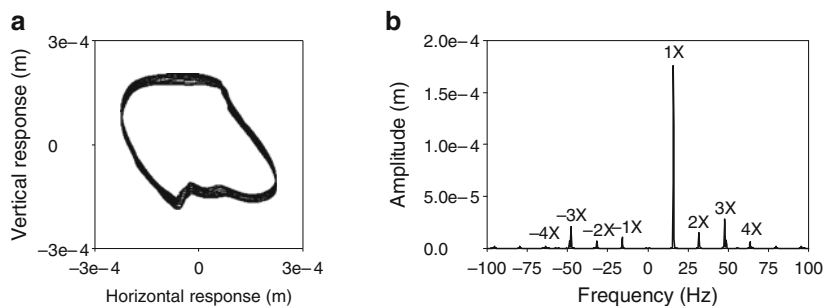 a
3e−4
0
−3e−4
−3e−4
0
3e−4
Vertical response (m)
Horizontal response (m)
b
2.0e−4
1.5e−4
1.0e−4
5.0e−5
0.0
Amplitude (m)
1X
−4X
−3X
−2X
−1X
2X
3X
4X
−100 −75 −50 −25 0 25 50 75 100
Frequency (Hz)